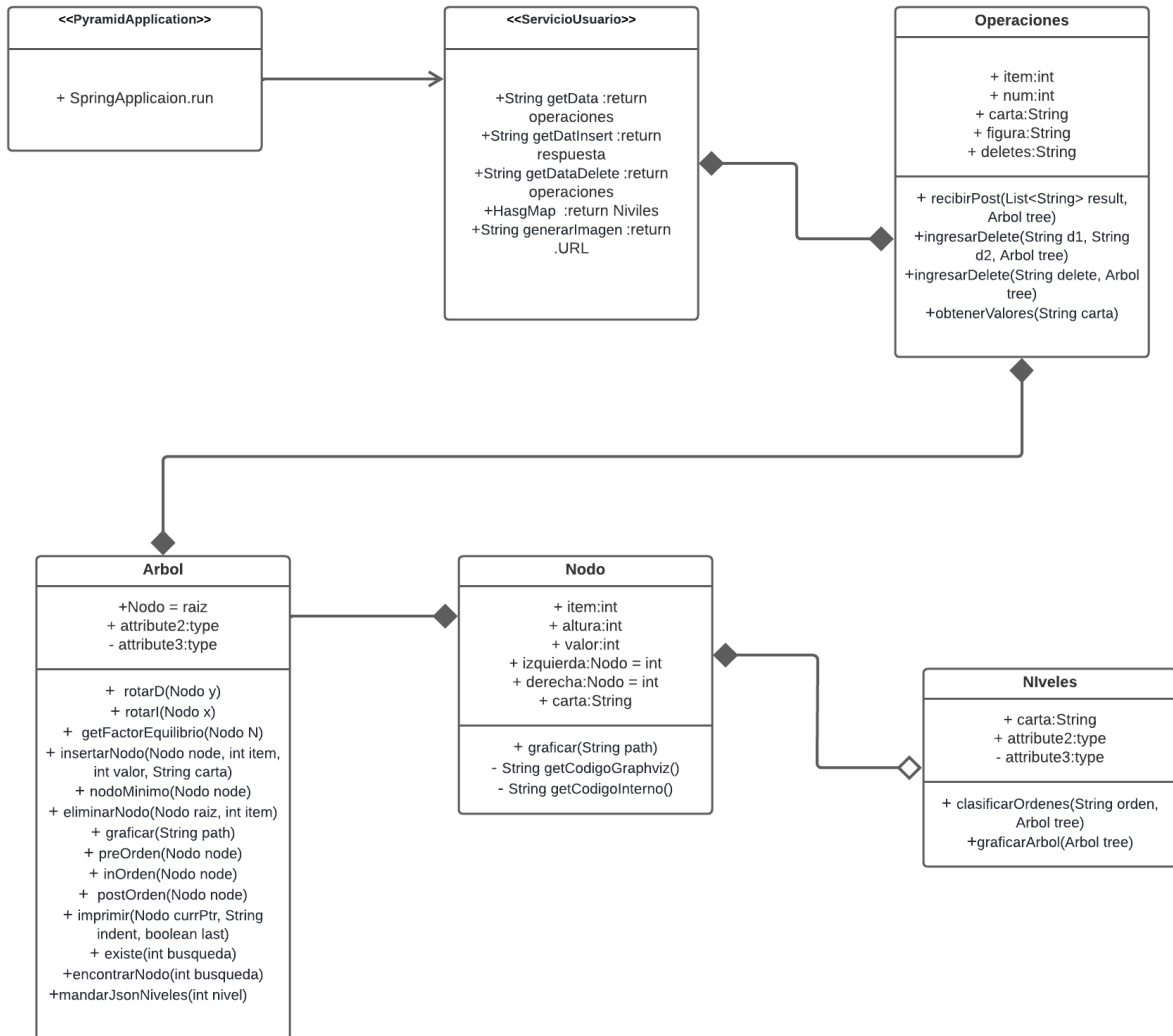 <<PyramidApplication>>
+ SpringApplicaion.run
<<ServicioUsuario>>
+String getData :return
operaciones
+String getDatInsert :return
respuesta
+String getDataDelete :return
operaciones
+HasgMap  :return Niviles
+String generarImagen :return
.URL
Operaciones
+ item:int
+ num:int
+ carta:String
+ figura:String
+ deletes:String
+ recibirPost(List<String> result,
Arbol tree)
+ingresarDelete(String d1, String
d2, Arbol tree)
+ingresarDelete(String delete, Arbol
tree)
+obtenerValores(String carta)
Arbol
+Nodo = raiz
+ attribute2:type
- attribute3:type
+ rotarD(Nodo y)
+ rotarI(Nodo x)
+ getFactorEquilibrio(Nodo N)
+ insertarNodo(Nodo node, int item,
int valor, String carta)
+ nodoMinimo(Nodo node)
+ eliminarNodo(Nodo raiz, int item)
+ graficar(String path)
+ preOrden(Nodo node)
+ inOrden(Nodo node)
+ postOrden(Nodo node)
+ imprimir(Nodo currPtr, String
indent, boolean last)
+ existe(int busqueda)
+encontrarNodo(int busqueda)
+mandarJsonNiveles(int nivel)
Nodo
+ item:int
+ altura:int
+ valor:int
+ izquierda:Nodo = int
+ derecha:Nodo = int
+ carta:String
+ graficar(String path)
- String getCodigoGraphviz()
- String getCodigoInterno()
NIveles
+ carta:String
+ attribute2:type
- attribute3:type
+ clasificarOrdenes(String orden,
Arbol tree)
+graficarArbol(Arbol tree)